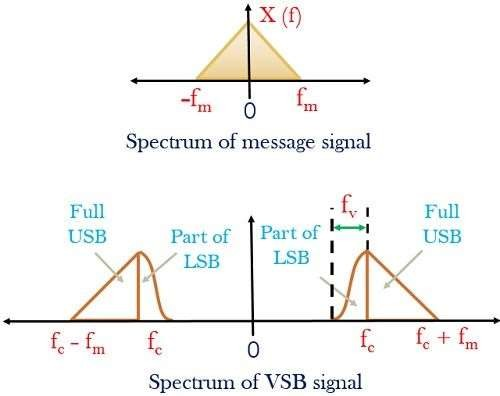 X (f)
-fm
0
fm
Spectrum of message signal
fv
Full
USB
Part of
LSB
Part of
LSB
Full
USB
fc - fm
fc
0
fc
fc + fm
Spectrum of VSB signal